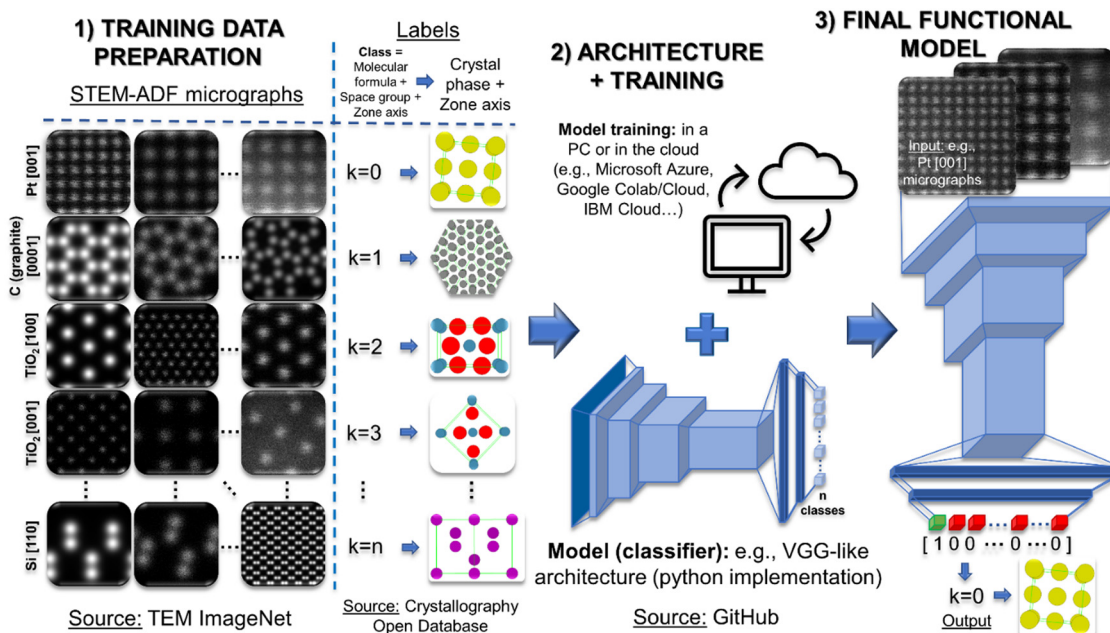 1) TRAINING DATA
PREPARATION
STEM-ADF micrographs
Labels
Class =
Molecular
formula +
Space group +
Zone axis
Crystal
phase +
Zone axis
Pt [001]
k=0
C (graphite)
[0001]
k=1
TiO₂ [100]
k=2
TiO₂ [001]
k=3
Si [110]
k=n
Source: TEM ImageNet
Source: Crystallography
Open Database
2) ARCHITECTURE
+ TRAINING
Model training: in a
PC or in the cloud
(e.g., Microsoft Azure,
Google Colab/Cloud,
IBM Cloud…)
n
classes
Model (classifier): e.g., VGG-like
architecture (python implementation)
Source: GitHub
3) FINAL FUNCTIONAL
MODEL
Input: e.g.,
Pt [001]
micrographs
[ 1 0 0 ... 0 ... 0 ]
k=0
Output